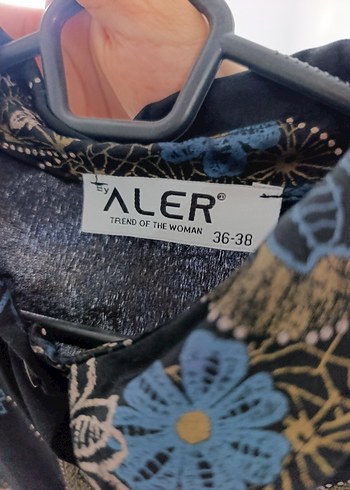 by ALER®
TREND OF THE WOMAN
36-38